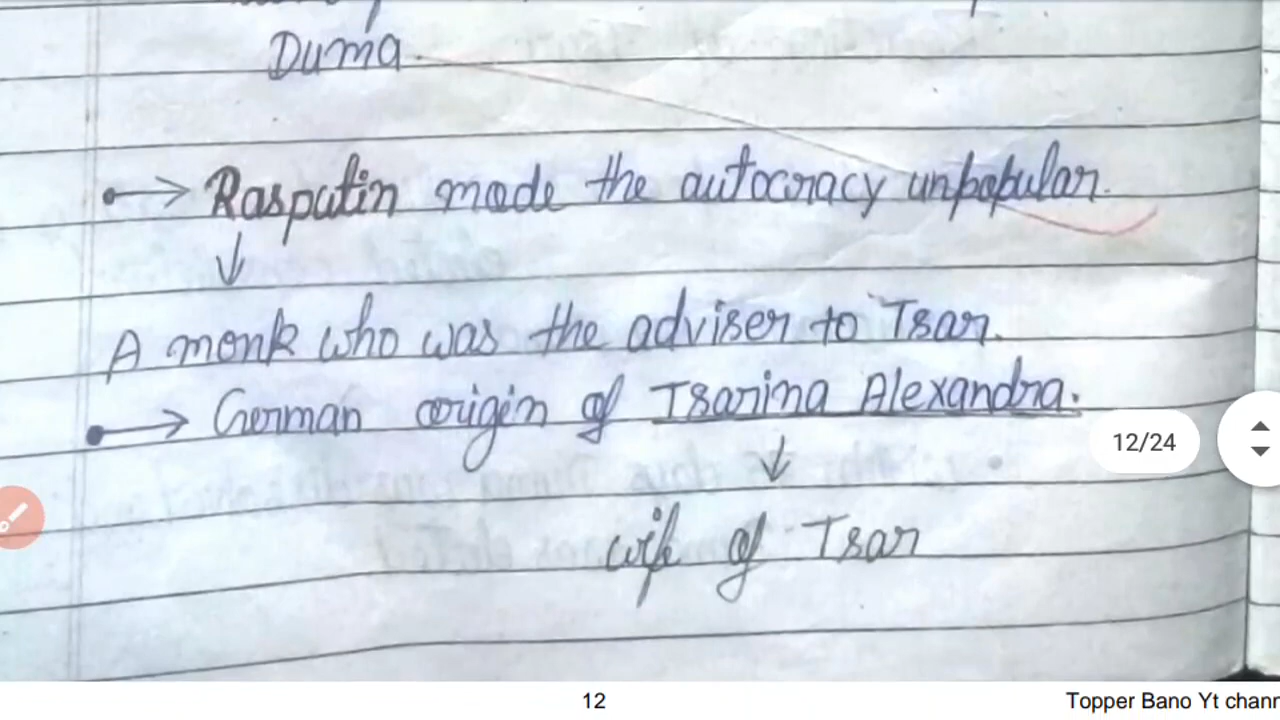 Duma
→ Rasputin made the autocracy unpopular.
↓
A monk who was the adviser to Tsar.
→ German origin of Tsarina Alexandra.
↓
12/24
wife of Tsar
12
Topper Bano Yt chann